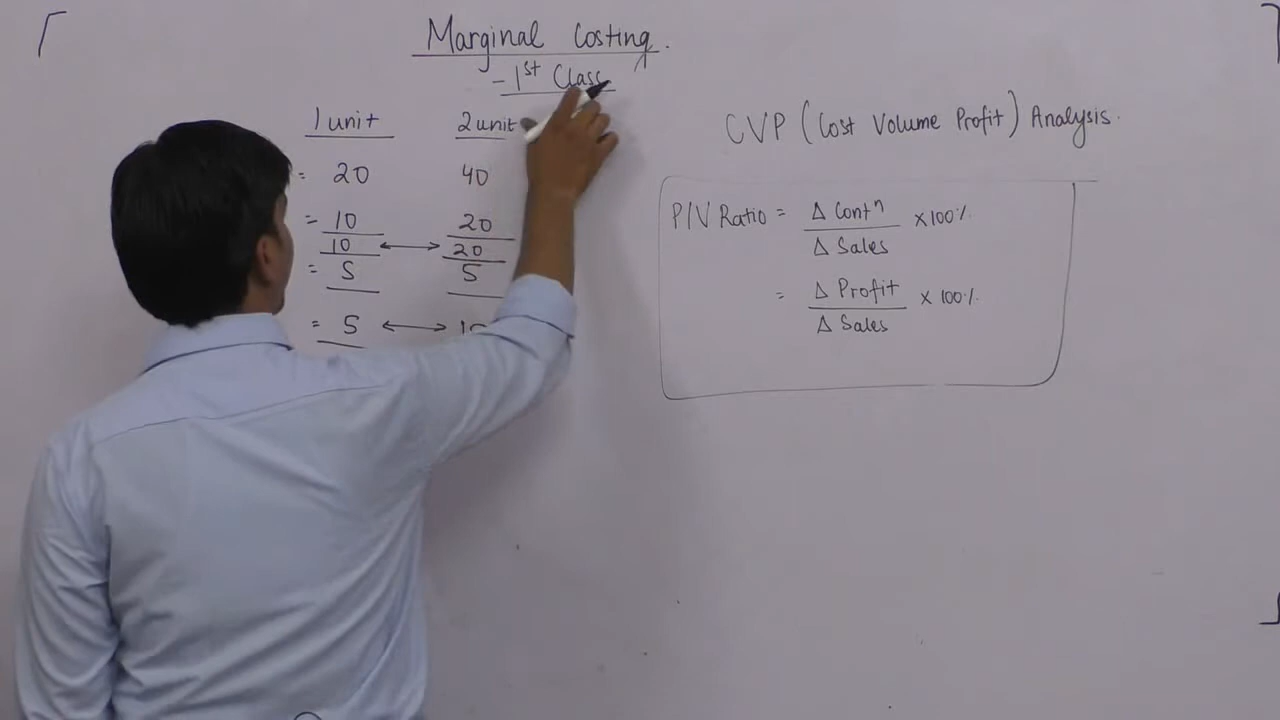 Marginal Costing.
- 1st Class
1 unit 2 unit
= 20 40
= 10 20
10 ↔ 20
= 5 5
= 5 ↔ 10
CVP (Cost Volume Profit) Analysis.
P/V Ratio = Δ Contⁿ / Δ Sales × 100%
= Δ Profit / Δ Sales × 100%